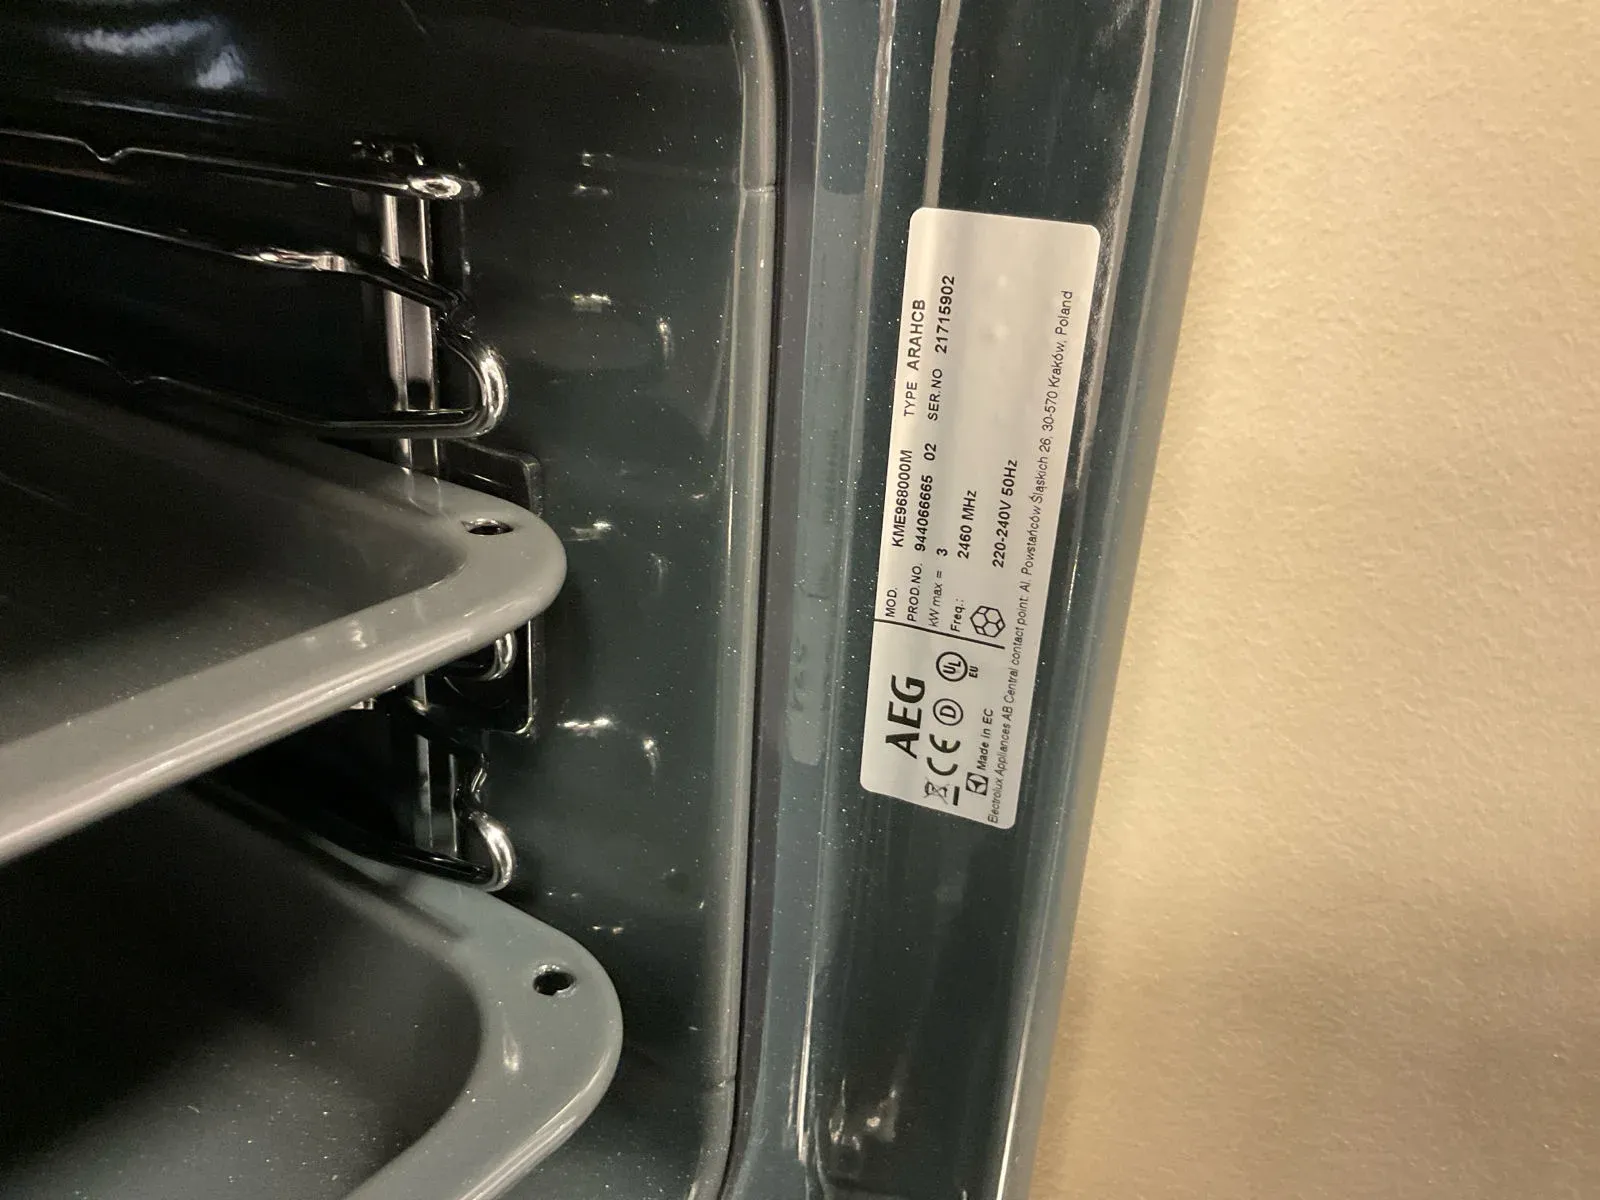 AEG
CE D UL
EU
Made in EC
MOD. KME968000M TYPE ARAHCB
PROD.NO. 944066665 02 SER.NO 21715902
kW max = 3
Freq.: 2460 MHz
220-240V 50Hz
Electrolux Appliances AB Central contact point: Al. Powstańców Śląskich 26, 30-570 Kraków, Poland